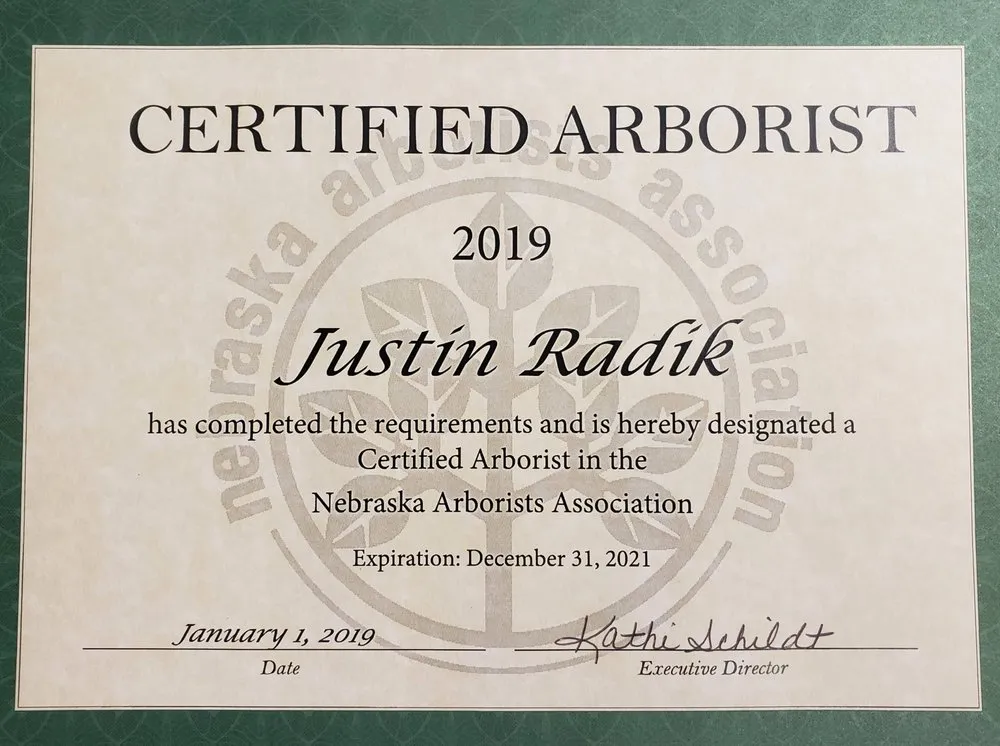 CERTIFIED ARBORIST
nebraska arborists association
2019
Justin Radik
has completed the requirements and is hereby designated a
Certified Arborist in the
Nebraska Arborists Association
Expiration: December 31, 2021
January 1, 2019
Kathi Schildt
Date
Executive Director